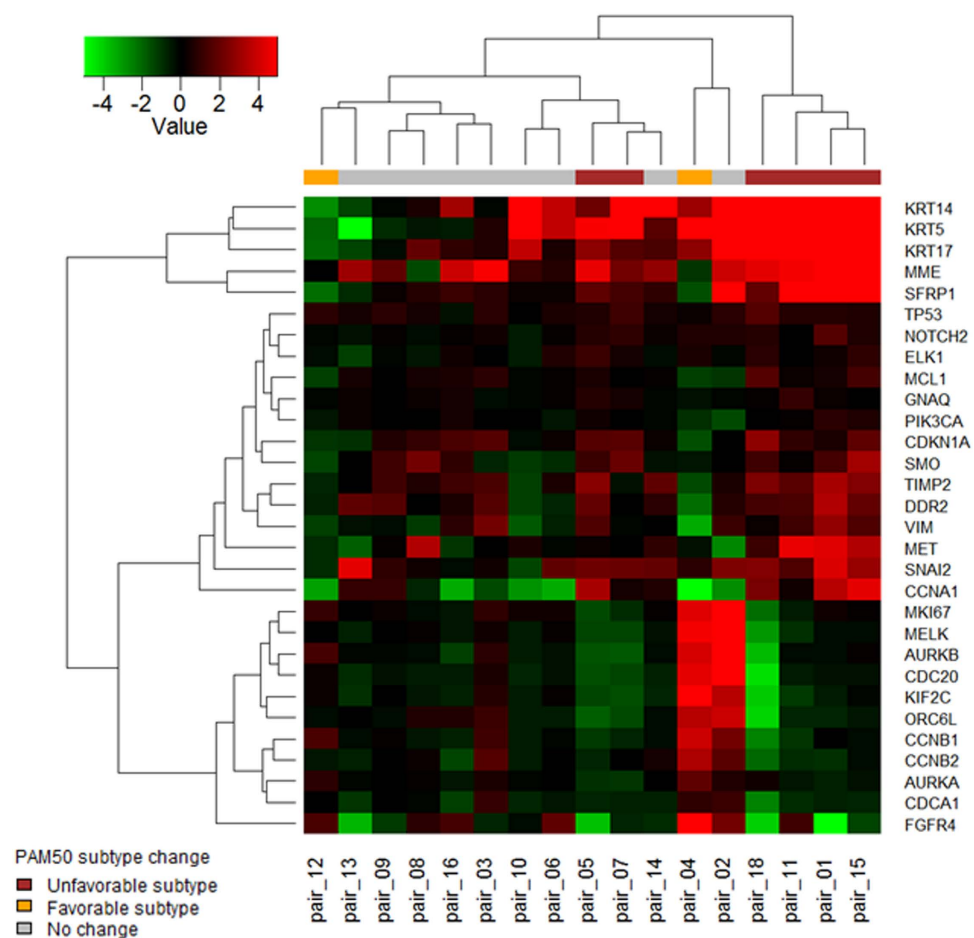 -4 -2 0 2 4
Value
KRT14
KRT5
KRT17
MME
SFRP1
TP53
NOTCH2
ELK1
MCL1
GNAQ
PIK3CA
CDKN1A
SMO
TIMP2
DDR2
VIM
MET
SNAI2
CCNA1
MKI67
MELK
AURKB
CDC20
KIF2C
ORC6L
CCNB1
CCNB2
AURKA
CDCA1
FGFR4
pair_12
pair_13
pair_09
pair_08
pair_16
pair_03
pair_10
pair_06
pair_05
pair_07
pair_14
pair_04
pair_02
pair_18
pair_11
pair_01
pair_15
PAM50 subtype change
Unfavorable subtype
Favorable subtype
No change